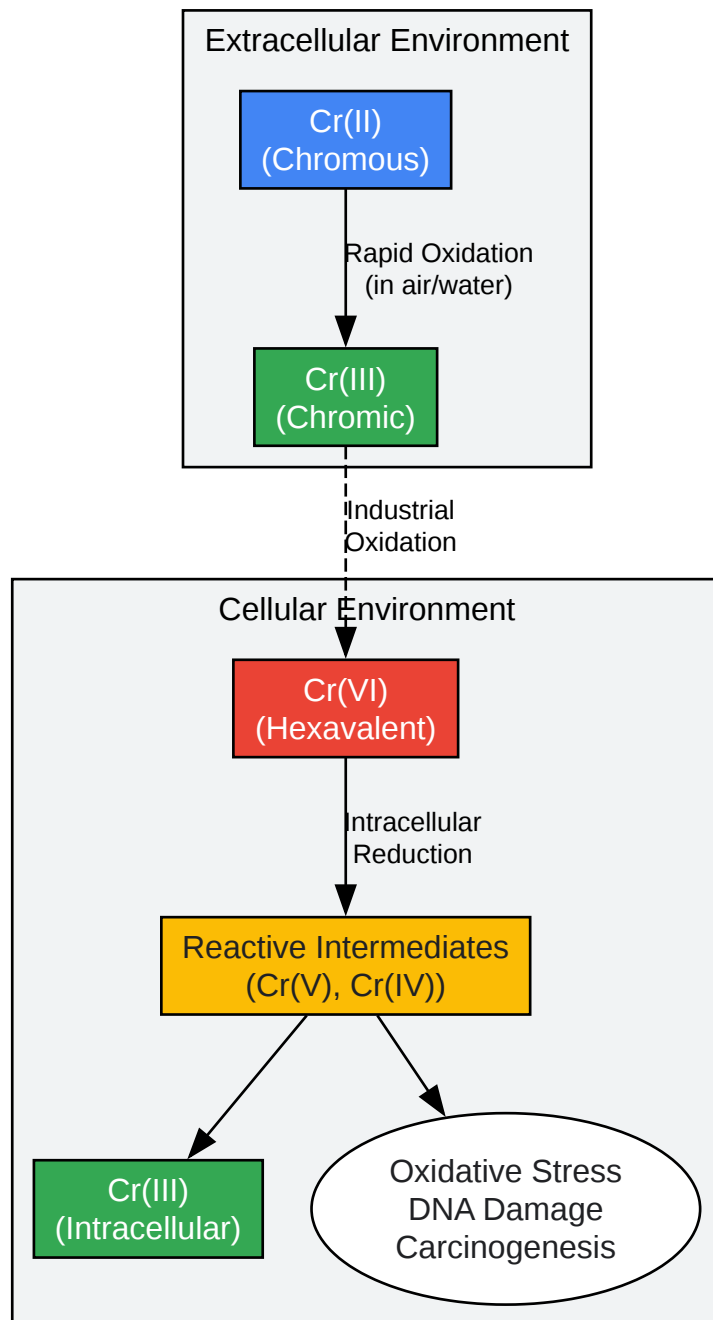 Extracellular Environment
Cr(II)
(Chromous)
Rapid Oxidation
(in air/water)
Cr(III)
(Chromic)
Industrial
Oxidation
Cellular Environment
Cr(VI)
(Hexavalent)
Intracellular
Reduction
Reactive Intermediates
(Cr(V), Cr(IV))
Cr(III)
(Intracellular)
Oxidative Stress
DNA Damage
Carcinogenesis